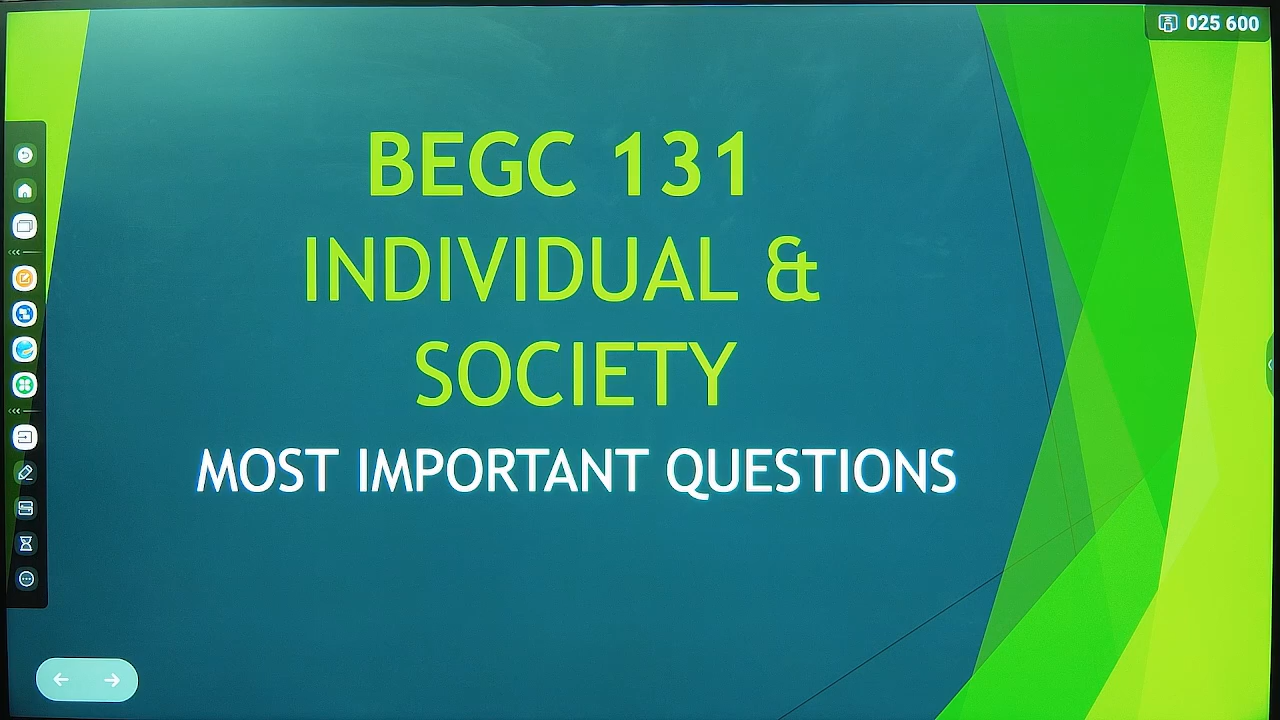 025 600
BEGC 131
INDIVIDUAL &
SOCIETY
MOST IMPORTANT QUESTIONS